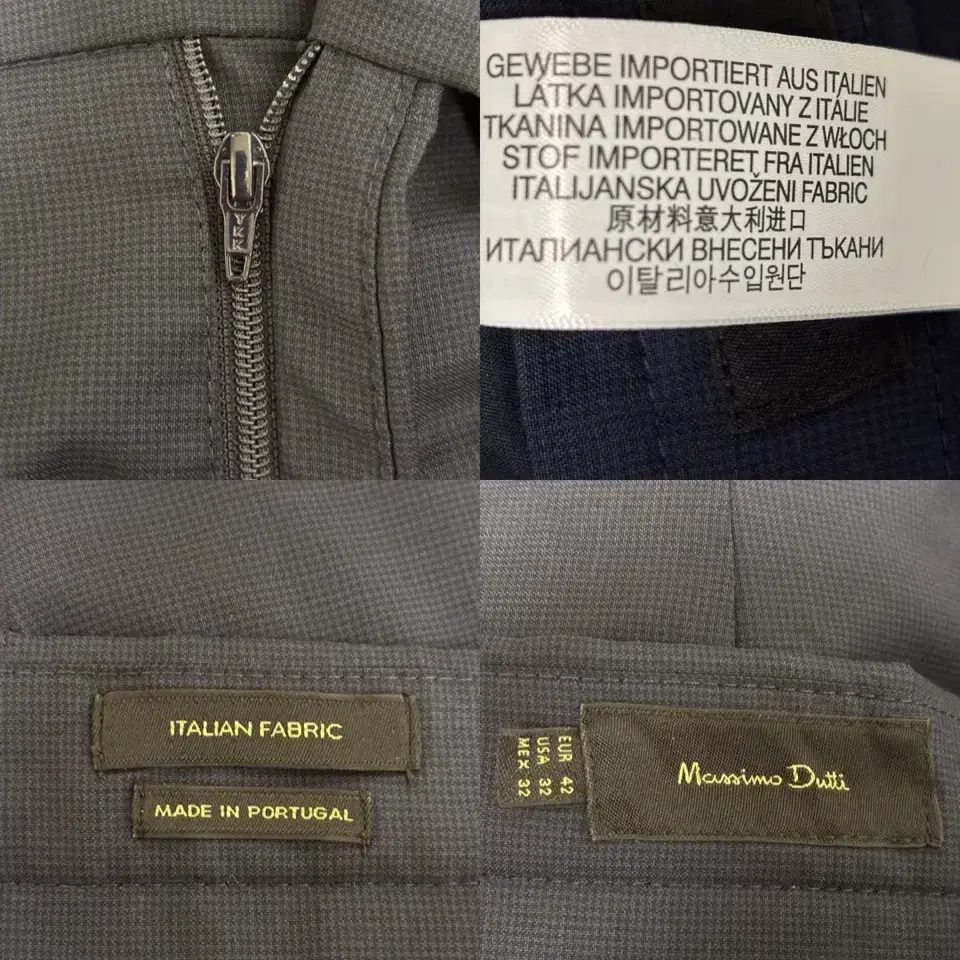 YKK
GEWEBE IMPORTIERT AUS ITALIEN
LÁTKA IMPORTOVANY Z ITÁLIE
TKANINA IMPORTOWANE Z WŁOCH
STOF IMPORTERET FRA ITALIEN
ITALIJANSKA UVOŽENI FABRIC
原材料意大利进口
ИТАЛИАНСКИ ВНЕСЕНИ ТЪКАНИ
이탈리아수입원단
ITALIAN FABRIC
MADE IN PORTUGAL
EUR 42
USA 32
MEX 32
Massimo Dutti